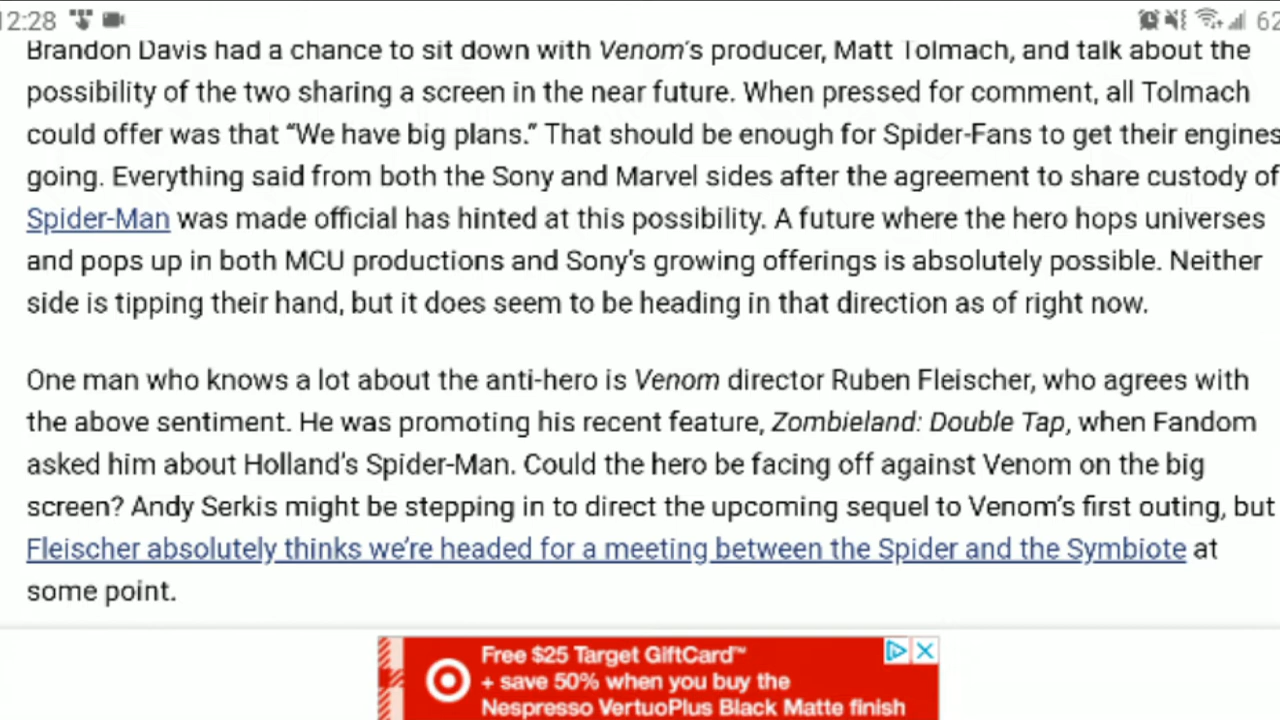 12:28
62
Brandon Davis had a chance to sit down with Venom's producer, Matt Tolmach, and talk about the
possibility of the two sharing a screen in the near future. When pressed for comment, all Tolmach
could offer was that “We have big plans.” That should be enough for Spider-Fans to get their engines
going. Everything said from both the Sony and Marvel sides after the agreement to share custody of
Spider-Man was made official has hinted at this possibility. A future where the hero hops universes
and pops up in both MCU productions and Sony's growing offerings is absolutely possible. Neither
side is tipping their hand, but it does seem to be heading in that direction as of right now.
One man who knows a lot about the anti-hero is Venom director Ruben Fleischer, who agrees with
the above sentiment. He was promoting his recent feature, Zombieland: Double Tap, when Fandom
asked him about Holland's Spider-Man. Could the hero be facing off against Venom on the big
screen? Andy Serkis might be stepping in to direct the upcoming sequel to Venom's first outing, but
Fleischer absolutely thinks we're headed for a meeting between the Spider and the Symbiote at
some point.
Free $25 Target GiftCard™
+ save 50% when you buy the
Nespresso VertuoPlus Black Matte finish